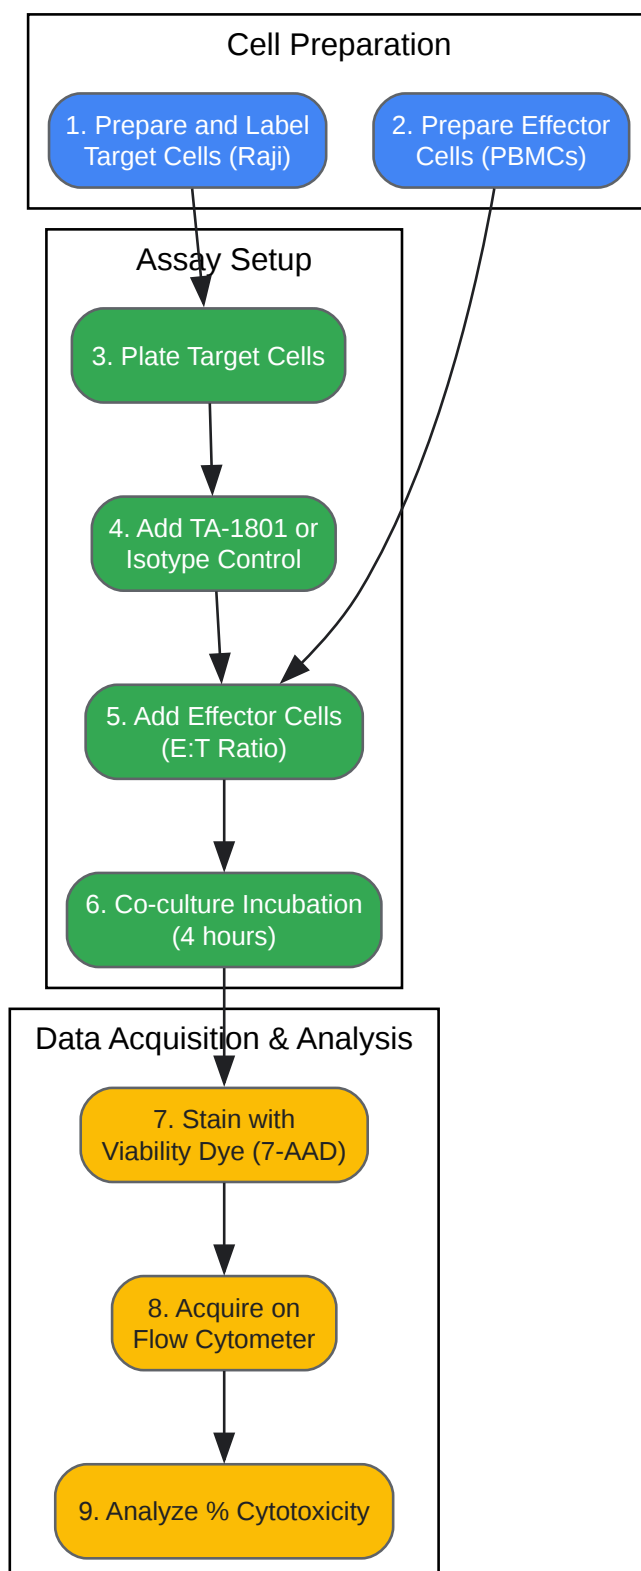 Cell Preparation
1. Prepare and Label
Target Cells (Raji)
2. Prepare Effector
Cells (PBMCs)
Assay Setup
3. Plate Target Cells
4. Add TA-1801 or
Isotype Control
5. Add Effector Cells
(E:T Ratio)
6. Co-culture Incubation
(4 hours)
Data Acquisition & Analysis
7. Stain with
Viability Dye (7-AAD)
8. Acquire on
Flow Cytometer
9. Analyze % Cytotoxicity